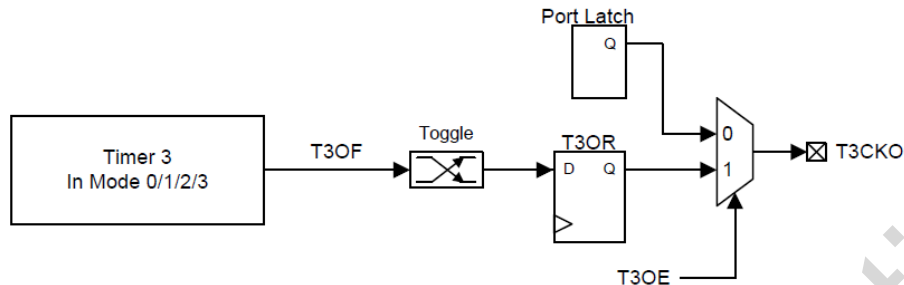 Port Latch
Q
Timer 3
In Mode 0/1/2/3
T3OF
Toggle
T3OR
D Q
0
1
T3CKO
T3OE